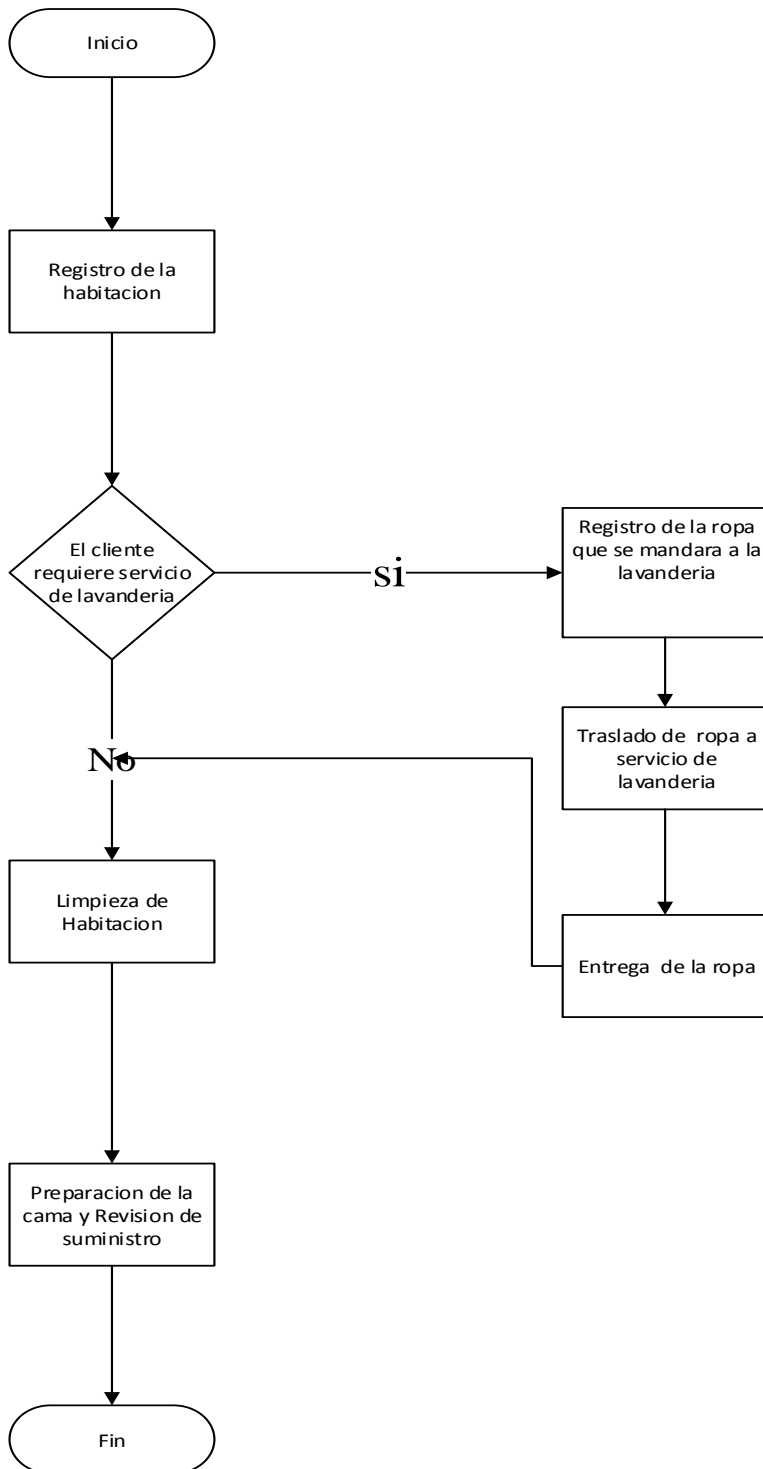 Inicio
Registro de la
habitacion
El cliente
requiere servicio
de lavanderia
si
Registro de la ropa
que se mandara a la
lavanderia
Traslado de ropa a
servicio de
lavanderia
Entrega de la ropa
No
Limpieza de
Habitacion
Preparacion de la
cama y Revision de
suministro
Fin